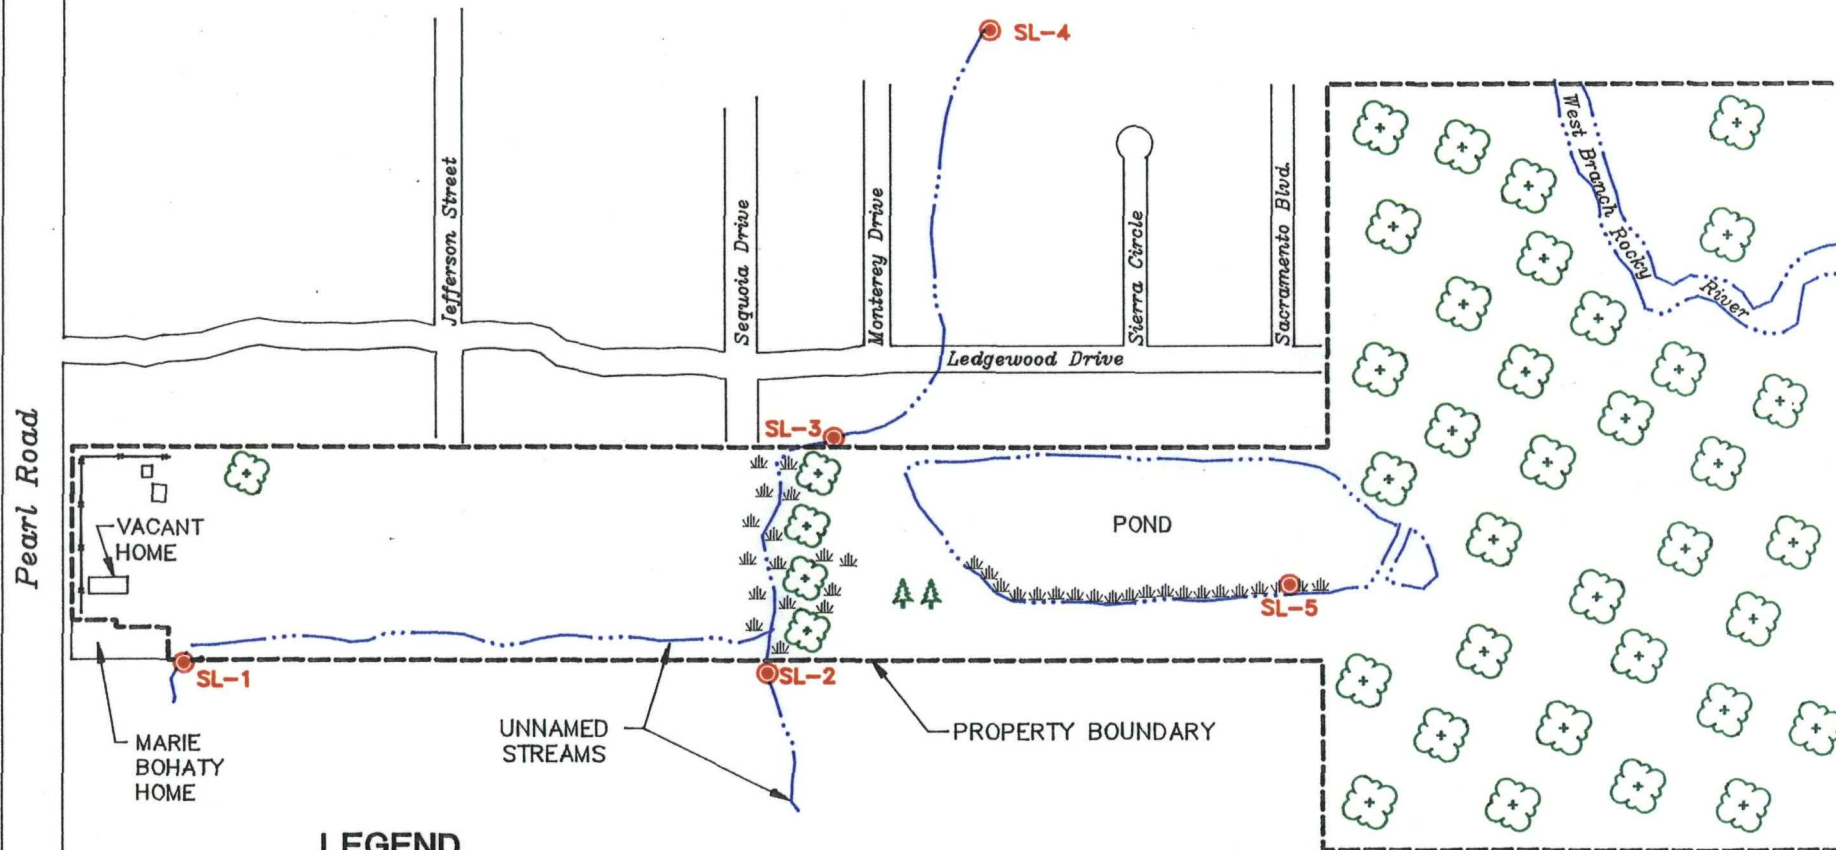 SL-4
West Branch Rocky River
Jefferson Street
Sequoia Drive
Monterey Drive
Sierra Circle
Sacramento Blvd.
Ledgewood Drive
Pearl Road
SL-3
VACANT
HOME
POND
SL-5
SL-1
SL-2
MARIE
BOHATY
HOME
UNNAMED
STREAMS
PROPERTY BOUNDARY
LEGEND